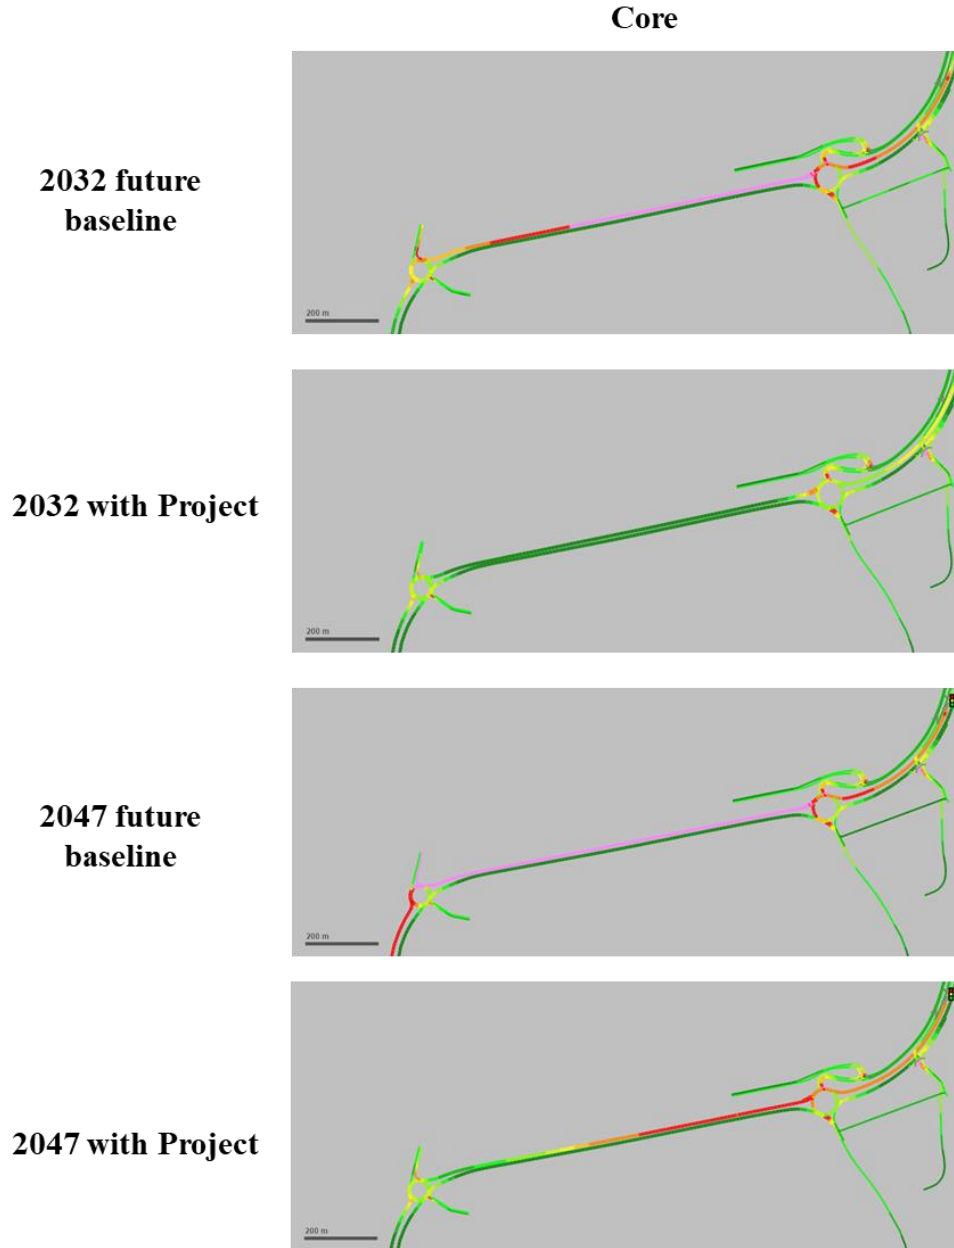 Core
2032 future
baseline
200 m
2032 with Project
200 m
2047 future
baseline
200 m
2047 with Project
200 m